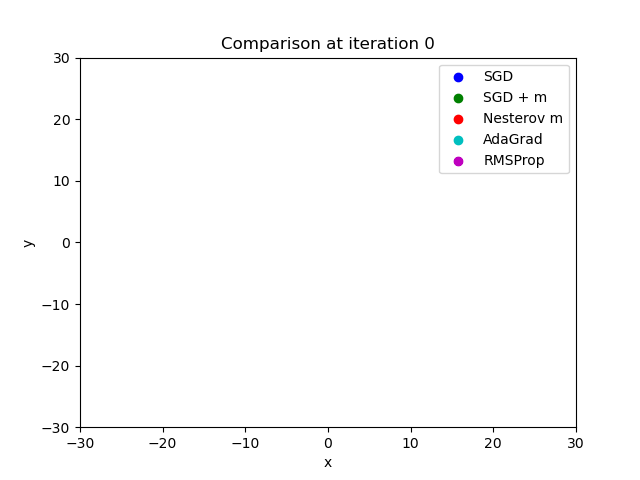 Comparison at iteration 0
30
20
10
0
−10
−20
−30
y
SGD
SGD + m
Nesterov m
AdaGrad
RMSProp
−30 −20 −10 0 10 20 30
x